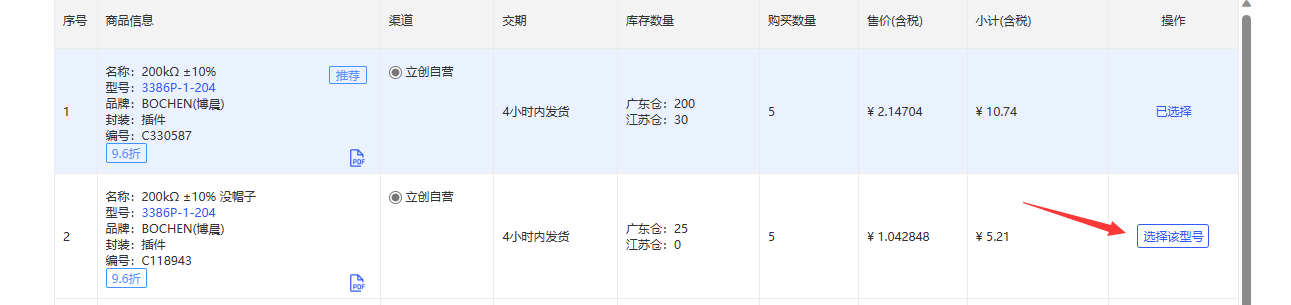 序号 商品信息 渠道 交期 库存数量 购买数量 售价(含税) 小计(含税) 操作
名称：200kΩ ±10% 推荐 立创自营
型号：3386P-1-204
品牌：BOCHEN(博晨) 广东仓：200
1 4小时内发货 5 ¥ 2.14704 ¥ 10.74 已选择
封装：插件 江苏仓：30
编号：C330587
9.6折 PDF
名称：200kΩ ±10% 没帽子 立创自营
型号：3386P-1-204
品牌：BOCHEN(博晨) 广东仓：25
2 4小时内发货 5 ¥ 1.042848 ¥ 5.21 选择该型号
封装：插件 江苏仓：0
编号：C118943
9.6折 PDF